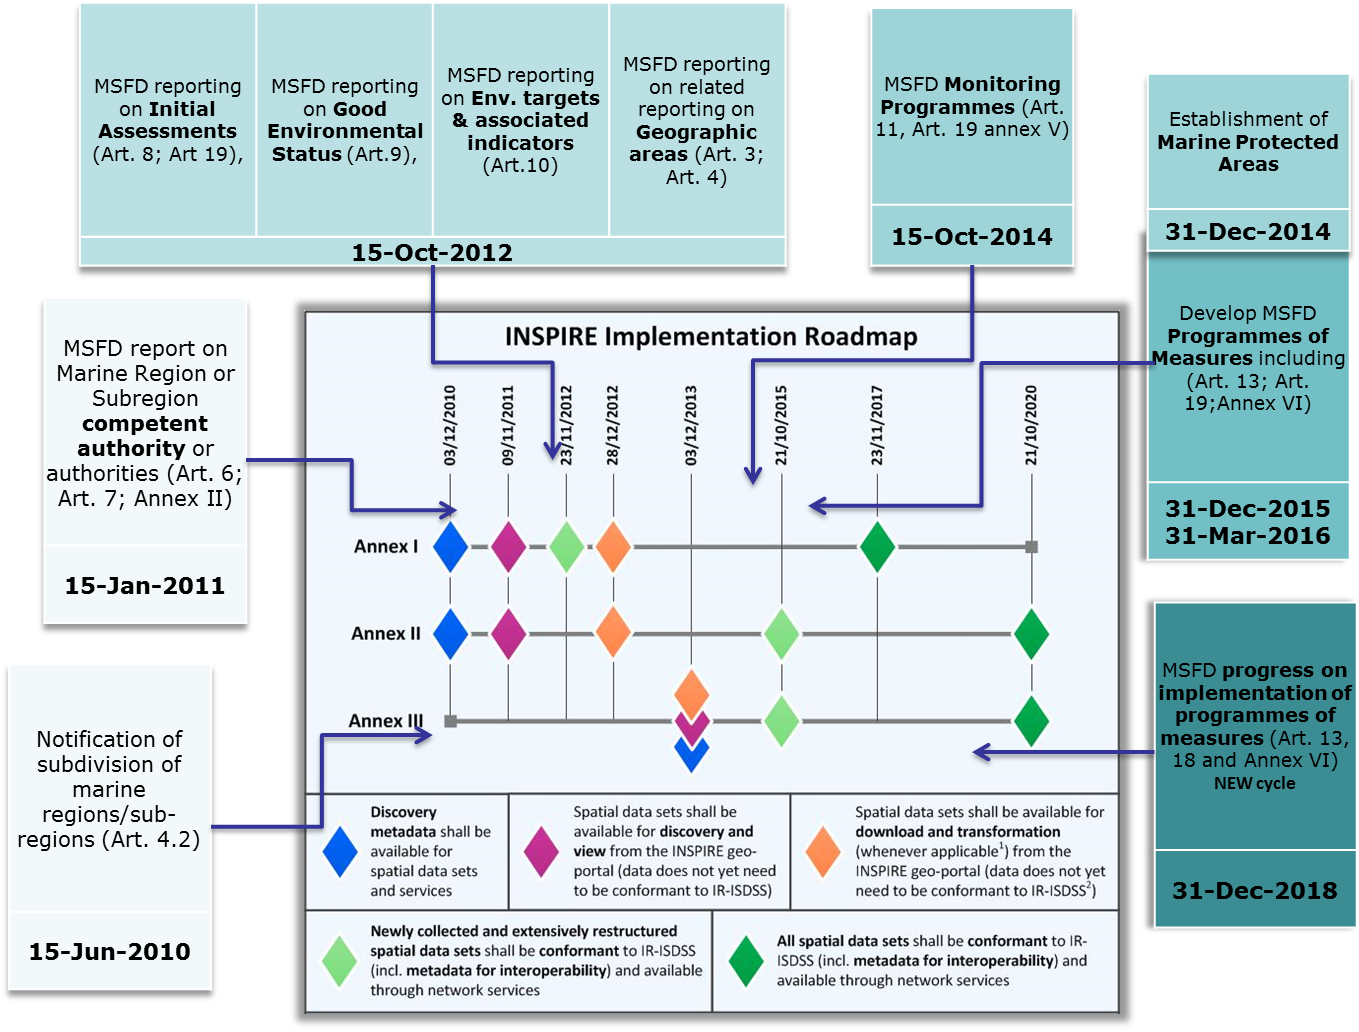 MSFD reporting
on Initial
Assessments
(Art. 8; Art 19),
MSFD reporting
on Good
Environmental
Status (Art.9),
MSFD reporting
on Env. targets
& associated
indicators
(Art.10)
MSFD reporting
on related
reporting on
Geographic
areas (Art. 3;
Art. 4)
15-Oct-2012
MSFD Monitoring
Programmes (Art.
11, Art. 19 annex V)
15-Oct-2014
Establishment of
Marine Protected
Areas
31-Dec-2014
Develop MSFD
Programmes of
Measures including
(Art. 13; Art.
19;Annex VI)
31-Dec-2015
31-Mar-2016
MSFD report on
Marine Region or
Subregion
competent
authority or
authorities (Art. 6;
Art. 7; Annex II)
15-Jan-2011
Notification of
subdivision of
marine
regions/sub-
regions (Art. 4.2)
15-Jun-2010
MSFD progress on
implementation of
programmes of
measures (Art. 13,
18 and Annex VI)
NEW cycle
31-Dec-2018
INSPIRE Implementation Roadmap
03/12/2010
09/11/2011
23/11/2012
28/12/2012
03/12/2013
21/10/2015
23/11/2017
21/10/2020
Annex I
Annex II
Annex III
Discovery
metadata shall be
available for
spatial data sets
and services
Spatial data sets shall be
available for discovery and
view from the INSPIRE geo-
portal (data does not yet need
to be conformant to IR-ISDSS)
Spatial data sets shall be available for
download and transformation
(whenever applicable¹) from the
INSPIRE geo-portal (data does not yet
need to be conformant to IR-ISDSS²)
Newly collected and extensively restructured
spatial data sets shall be conformant to IR-ISDSS
(incl. metadata for interoperability) and available
through network services
All spatial data sets shall be conformant to IR-
ISDSS (incl. metadata for interoperability) and
available through network services